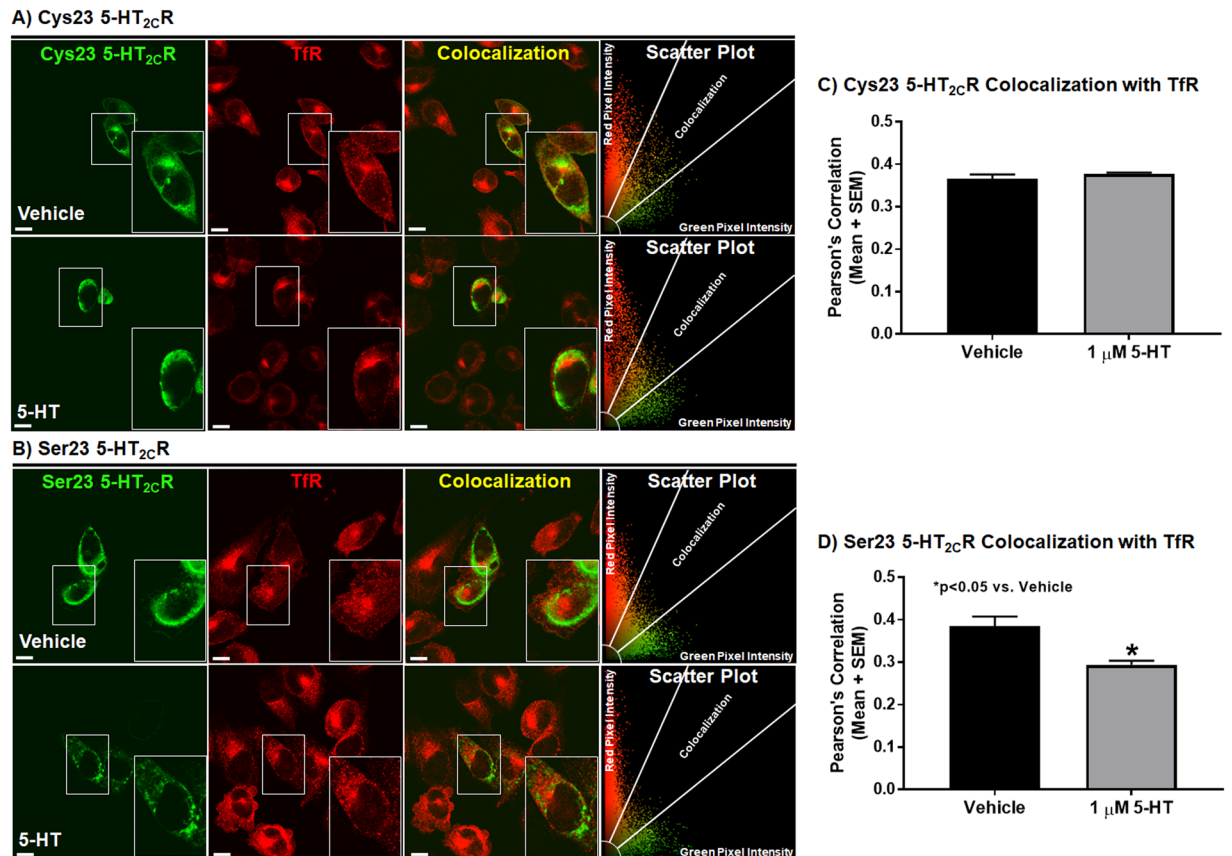 A) Cys23 5-HT2CR
Cys23 5-HT2CR
TfR
Colocalization
Scatter Plot
Red Pixel Intensity
Colocalization
Green Pixel Intensity
Vehicle
Scatter Plot
Red Pixel Intensity
Colocalization
Green Pixel Intensity
5-HT
B) Ser23 5-HT2CR
Ser23 5-HT2CR
TfR
Colocalization
Scatter Plot
Red Pixel Intensity
Colocalization
Green Pixel Intensity
Vehicle
Scatter Plot
Red Pixel Intensity
Colocalization
Green Pixel Intensity
5-HT
C) Cys23 5-HT2CR Colocalization with TfR
Pearson's Correlation
(Mean + SEM)
0.5
0.4
0.3
0.2
0.1
0.0
Vehicle
1 μM 5-HT
D) Ser23 5-HT2CR Colocalization with TfR
Pearson's Correlation
(Mean + SEM)
0.5
0.4
0.3
0.2
0.1
0.0
*p<0.05 vs. Vehicle
*
Vehicle
1 μM 5-HT